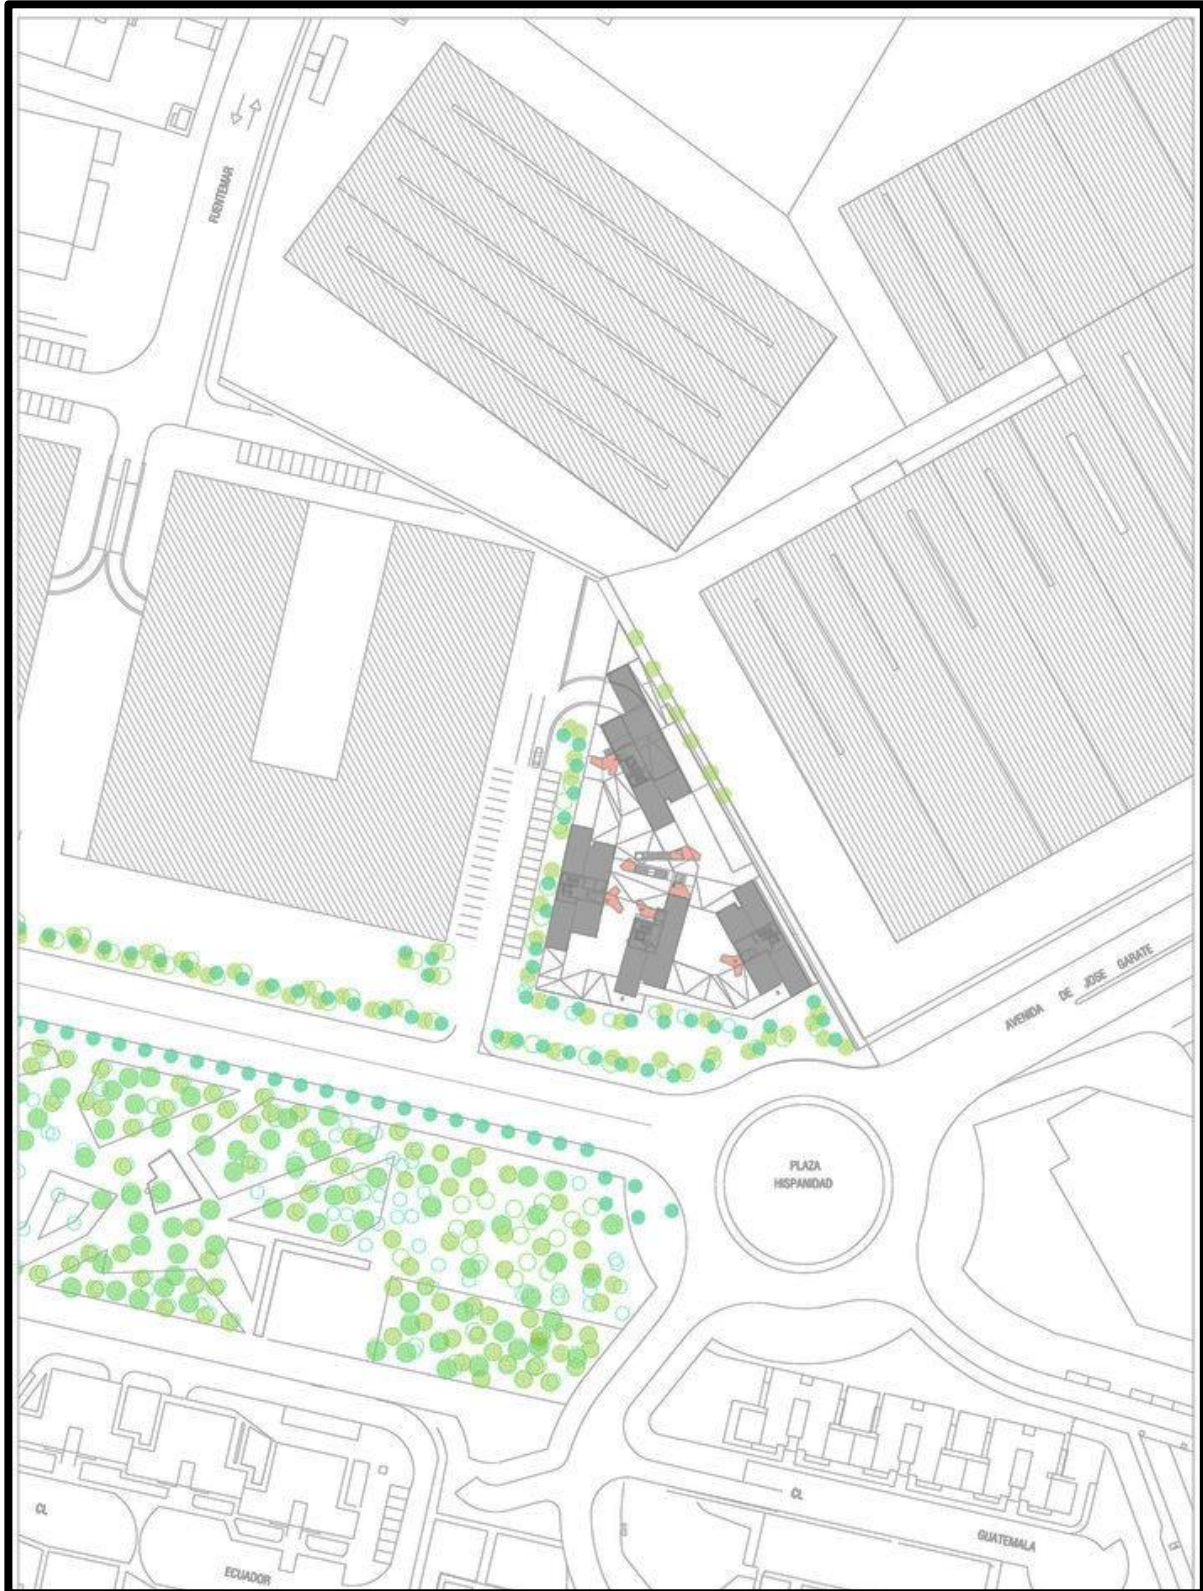 FUENTEMAR
AVENIDA DE JOSE GARATE
PLAZA
HISPANIDAD
CL
GUATEMALA
CL
ECUADOR